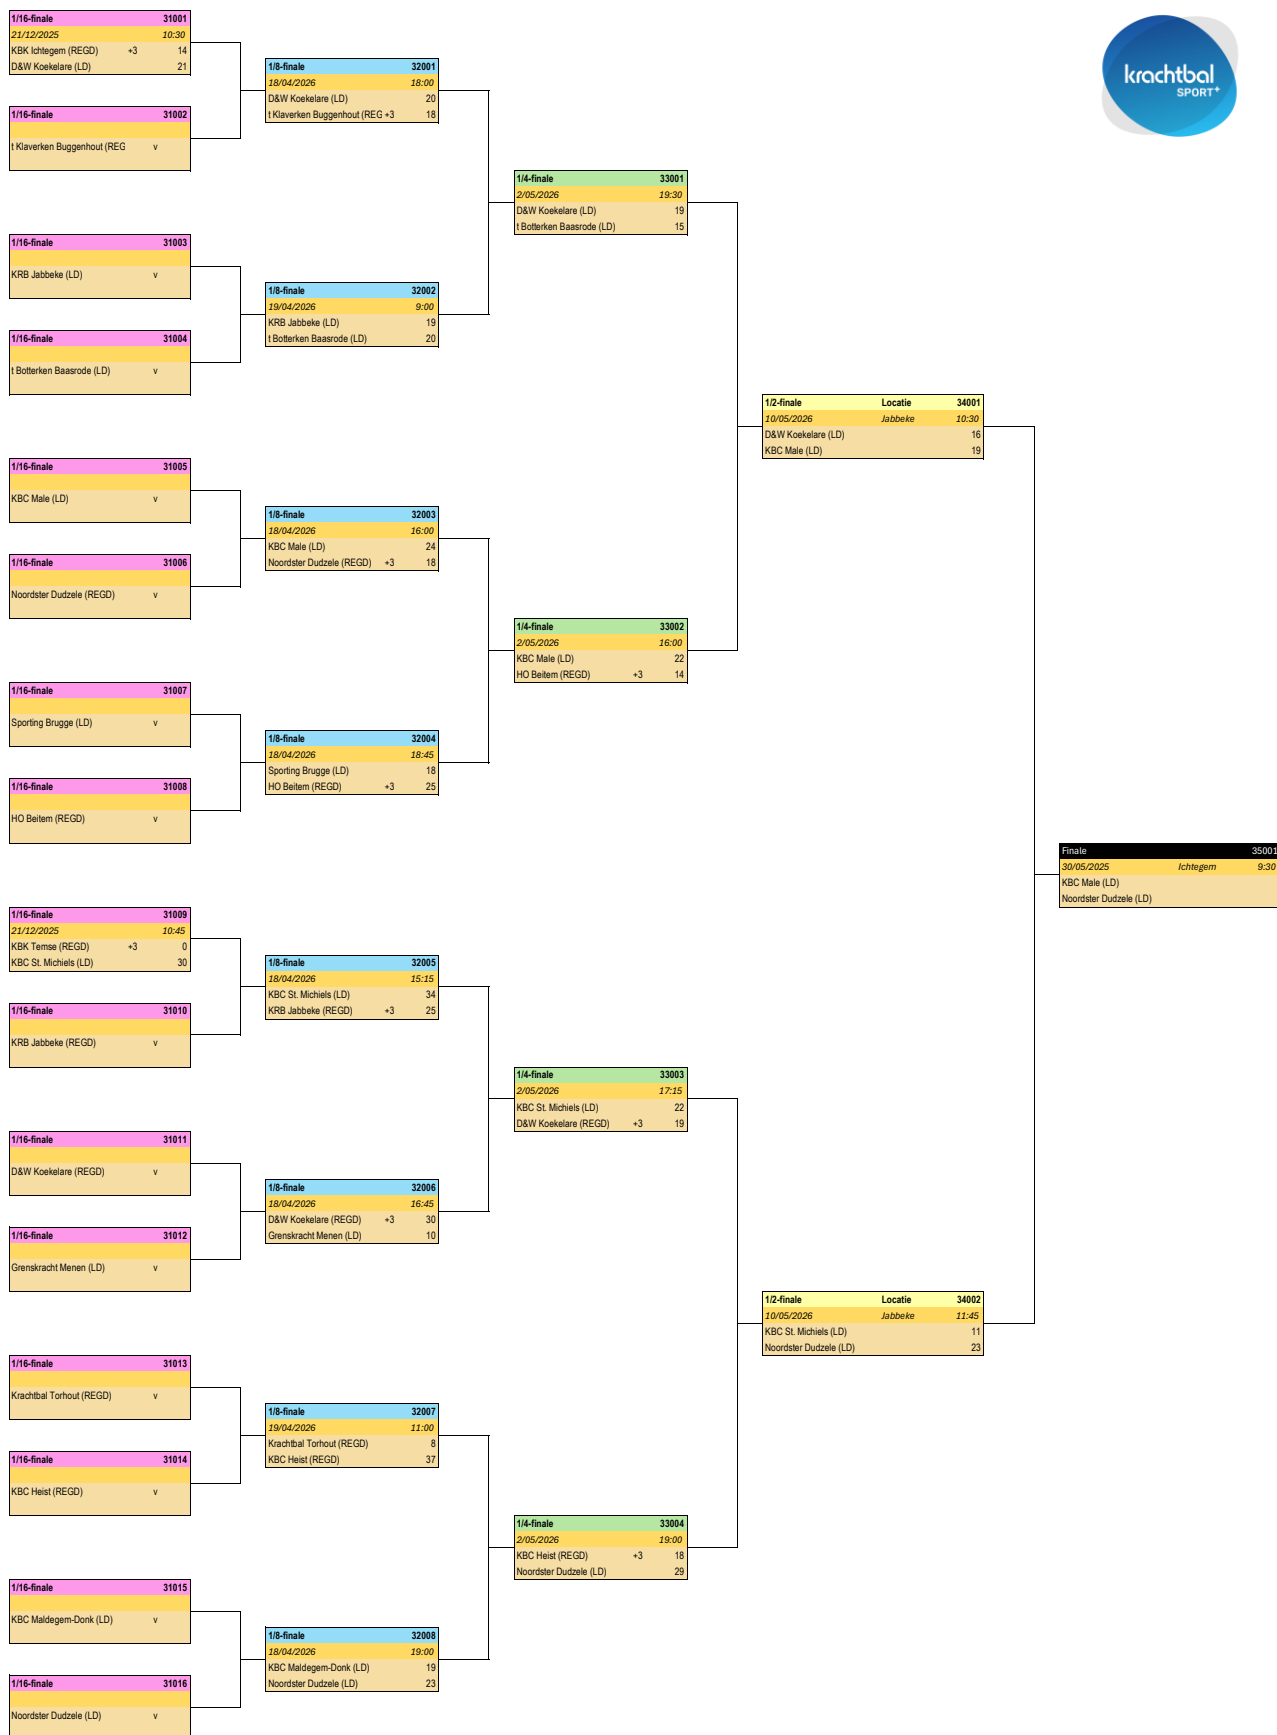 krachtbal
SPORT+
1/16-finale 31001
21/12/2025 10:30
KBK Ichtegem (REGD) +3 14
D&W Koekelare (LD) 21
1/16-finale 31002
t Klaverken Buggenhout (REG v
1/16-finale 31003
KRB Jabbeke (LD) v
1/16-finale 31004
t Botterken Baasrode (LD) v
1/16-finale 31005
KBC Male (LD) v
1/16-finale 31006
Noordster Dudzele (REGD) v
1/16-finale 31007
Sporting Brugge (LD) v
1/16-finale 31008
HO Beitem (REGD) v
1/16-finale 31009
21/12/2025 10:45
KBK Temse (REGD) +3 0
KBC St. Michiels (LD) 30
1/16-finale 31010
KRB Jabbeke (REGD) v
1/16-finale 31011
D&W Koekelare (REGD) v
1/16-finale 31012
Grenskracht Menen (LD) v
1/16-finale 31013
Krachtbal Torhout (REGD) v
1/16-finale 31014
KBC Heist (REGD) v
1/16-finale 31015
KBC Maldegem-Donk (LD) v
1/16-finale 31016
Noordster Dudzele (LD) v
1/8-finale 32001
18/04/2026 18:00
D&W Koekelare (LD) 20
t Klaverken Buggenhout (REG +3 18
1/8-finale 32002
19/04/2026 9:00
KRB Jabbeke (LD) 19
t Botterken Baasrode (LD) 20
1/8-finale 32003
18/04/2026 16:00
KBC Male (LD) 24
Noordster Dudzele (REGD) +3 18
1/8-finale 32004
18/04/2026 18:45
Sporting Brugge (LD) 18
HO Beitem (REGD) +3 25
1/8-finale 32005
18/04/2026 15:15
KBC St. Michiels (LD) 34
KRB Jabbeke (REGD) +3 25
1/8-finale 32006
18/04/2026 16:45
D&W Koekelare (REGD) +3 30
Grenskracht Menen (LD) 10
1/8-finale 32007
19/04/2026 11:00
Krachtbal Torhout (REGD) 8
KBC Heist (REGD) 37
1/8-finale 32008
18/04/2026 19:00
KBC Maldegem-Donk (LD) 19
Noordster Dudzele (LD) 23
1/4-finale 33001
2/05/2026 19:30
D&W Koekelare (LD) 19
t Botterken Baasrode (LD) 15
1/4-finale 33002
2/05/2026 16:00
KBC Male (LD) 22
HO Beitem (REGD) +3 14
1/4-finale 33003
2/05/2026 17:15
KBC St. Michiels (LD) 22
D&W Koekelare (REGD) +3 19
1/4-finale 33004
2/05/2026 19:00
KBC Heist (REGD) +3 18
Noordster Dudzele (LD) 29
1/2-finale Locatie 34001
10/05/2026 Jabbeke 10:30
D&W Koekelare (LD) 16
KBC Male (LD) 19
1/2-finale Locatie 34002
10/05/2026 Jabbeke 11:45
KBC St. Michiels (LD) 11
Noordster Dudzele (LD) 23
Finale 35001
30/05/2025 Ichtegem 9:30
KBC Male (LD)
Noordster Dudzele (LD)